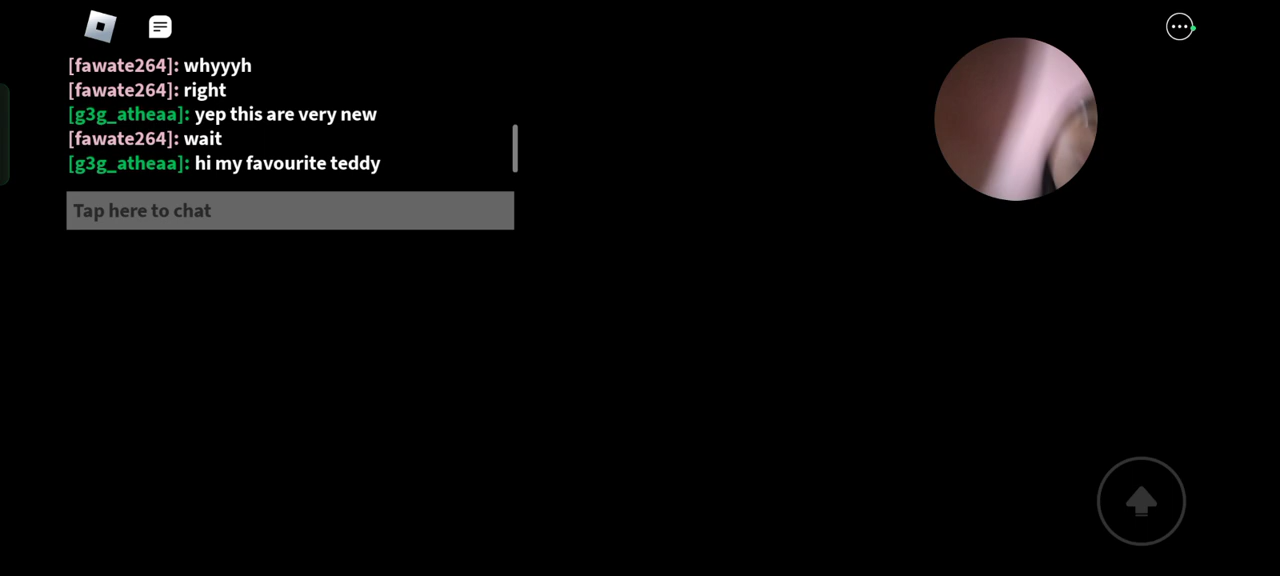 [fawate264]: whyyyh
[fawate264]: right
[g3g_atheaa]: yep this are very new
[fawate264]: wait
[g3g_atheaa]: hi my favourite teddy
Tap here to chat